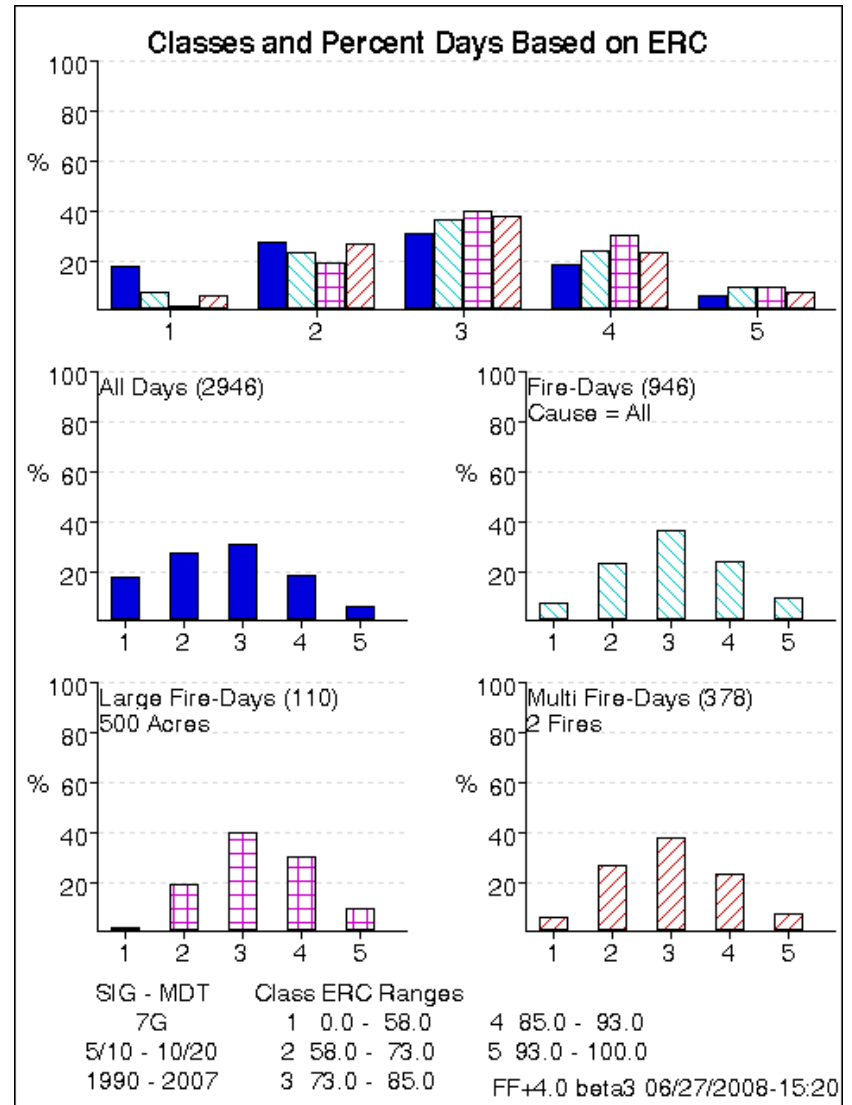 Classes and Percent Days Based on ERC
100
80
% 60
40
20
1 2 3 4 5
100 All Days (2946)
80
% 60
40
20
1 2 3 4 5
100 Fire-Days (946)
80 Cause = All
% 60
40
20
1 2 3 4 5
100 Large Fire-Days (110)
80 500 Acres
% 60
40
20
1 2 3 4 5
100 Multi Fire-Days (378)
80 2 Fires
% 60
40
20
1 2 3 4 5
SIG - MDT Class ERC Ranges
7G 1 0.0 - 58.0 4 85.0 - 93.0
5/10 - 10/20 2 58.0 - 73.0 5 93.0 - 100.0
1990 - 2007 3 73.0 - 85.0 FF+4.0 beta3 06/27/2008-15:20